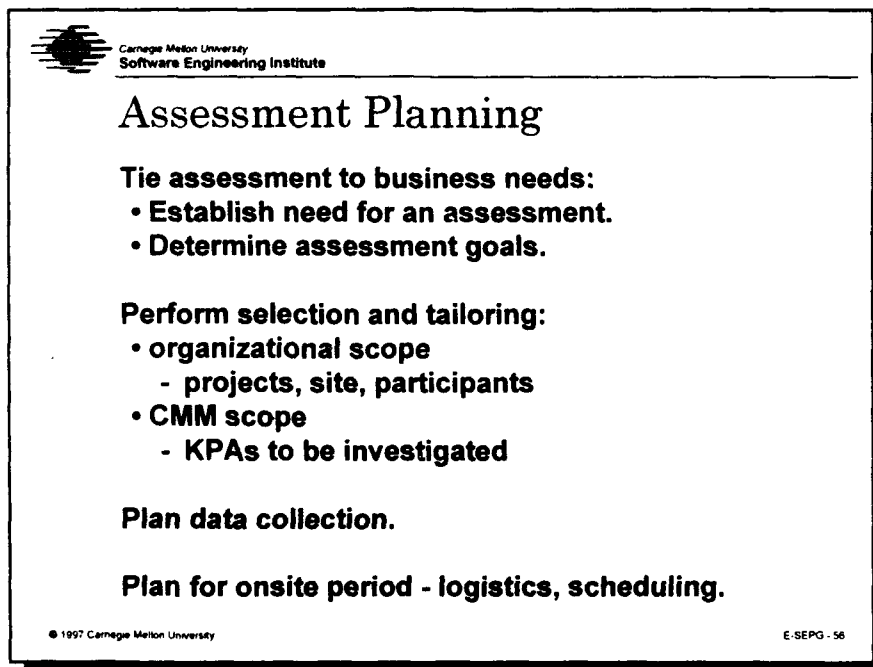 Carnegie Mellon University
Software Engineering Institute
Assessment Planning
Tie assessment to business needs:
• Establish need for an assessment.
• Determine assessment goals.
Perform selection and tailoring:
• organizational scope
- projects, site, participants
• CMM scope
- KPAs to be investigated
Plan data collection.
Plan for onsite period - logistics, scheduling.
© 1997 Carnegie Mellon University
E-SEPG - 56